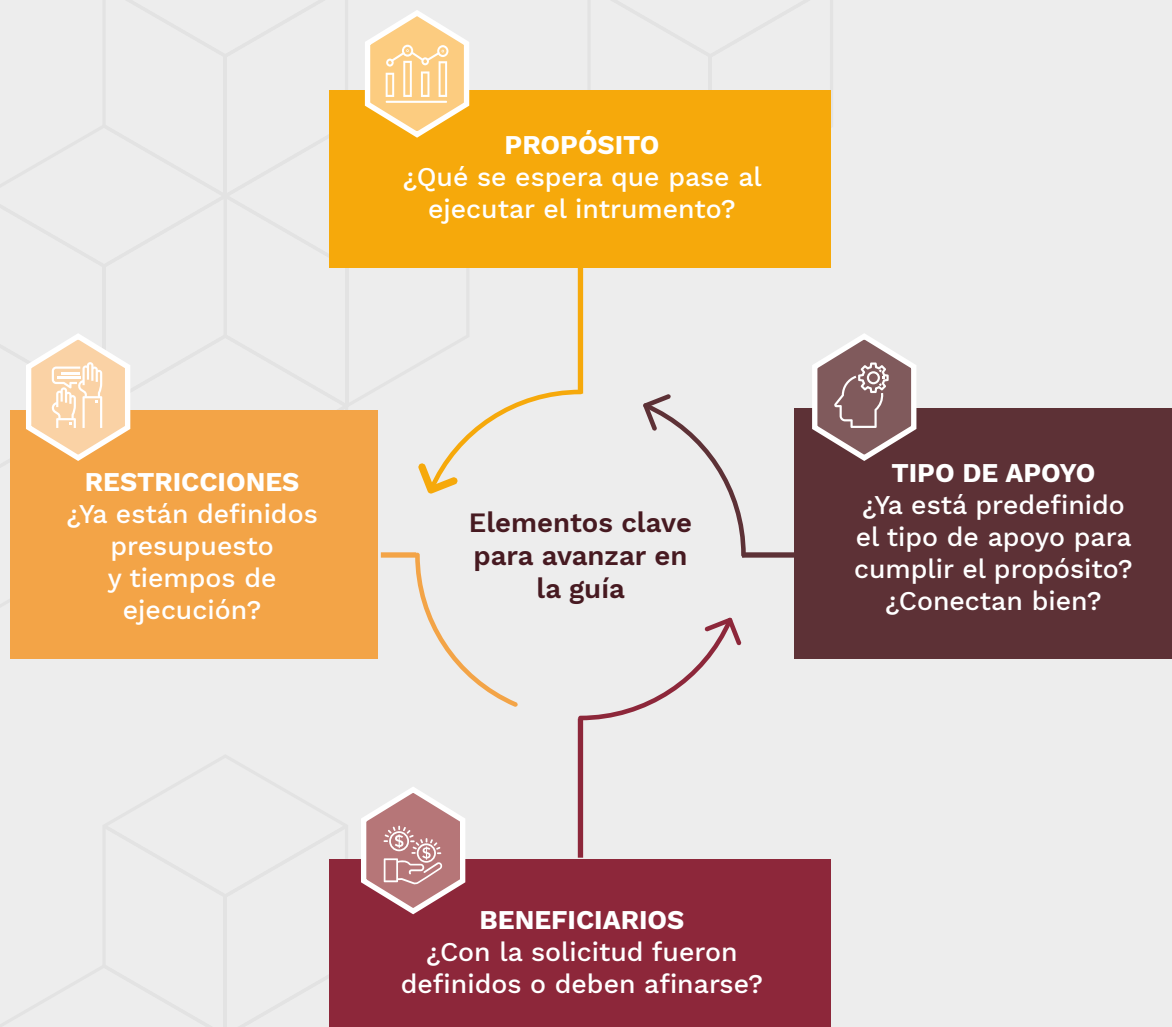 PROPÓSITO
¿Qué se espera que pase al
ejecutar el intrumento?
RESTRICCIONES
¿Ya están definidos
presupuesto
y tiempos de
ejecución?
Elementos clave
para avanzar en
la guía
TIPO DE APOYO
¿Ya está predefinido
el tipo de apoyo para
cumplir el propósito?
¿Conectan bien?
BENEFICIARIOS
¿Con la solicitud fueron
definidos o deben afinarse?